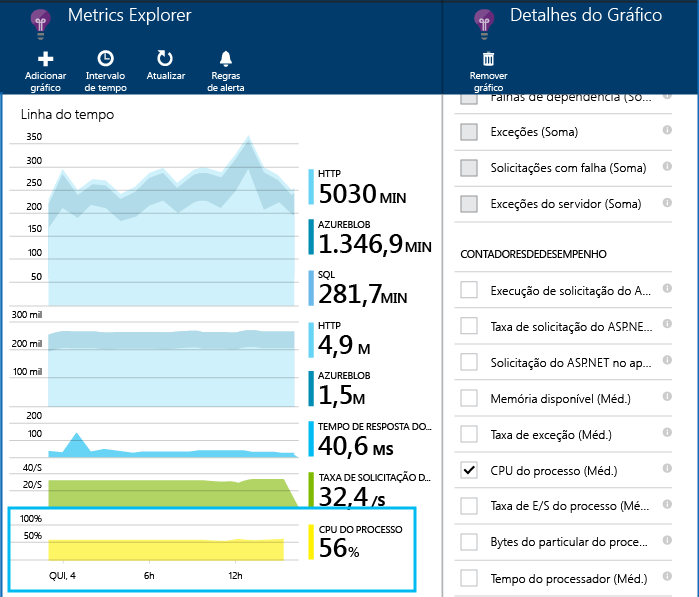 Metrics Explorer
Adicionar
gráfico
Intervalo
de tempo
Atualizar
Regras
de alerta
Linha do tempo
350
300
250
200
150
100
50
HTTP
5030 MIN
AZUREBLOB
1.346,9 MIN
SQL
281,7MIN
300 mil
200 mil
100 mil
HTTP
4,9 M
AZUREBLOB
1,5M
200
100
TEMPO DE RESPOSTA DO...
40,6 MS
40/S
20/S
TAXA DE SOLICITAÇÃO D...
32,4 /S
100%
50%
CPU DO PROCESSO
56%
QUI, 4
6h
12h
Detalhes do Gráfico
Remover
gráfico
Falhas de dependência (So...
Exceções (Soma)
Solicitações com falha (Soma)
Exceções do servidor (Soma)
CONTADORESDEDESEMPENHO
Execução de solicitação do A...
Taxa de solicitação do ASP.NE...
Solicitação do ASP.NET no ap...
Memória disponível (Méd.)
Taxa de exceção (Méd.)
CPU do processo (Méd.)
Taxa de E/S do processo (Mé...
Bytes do particular do proce...
Tempo do processador (Méd.)